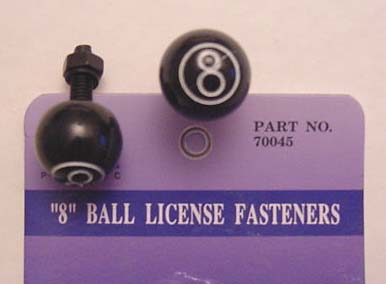 8
PART NO.
70045
"8" BALL LICENSE FASTENERS